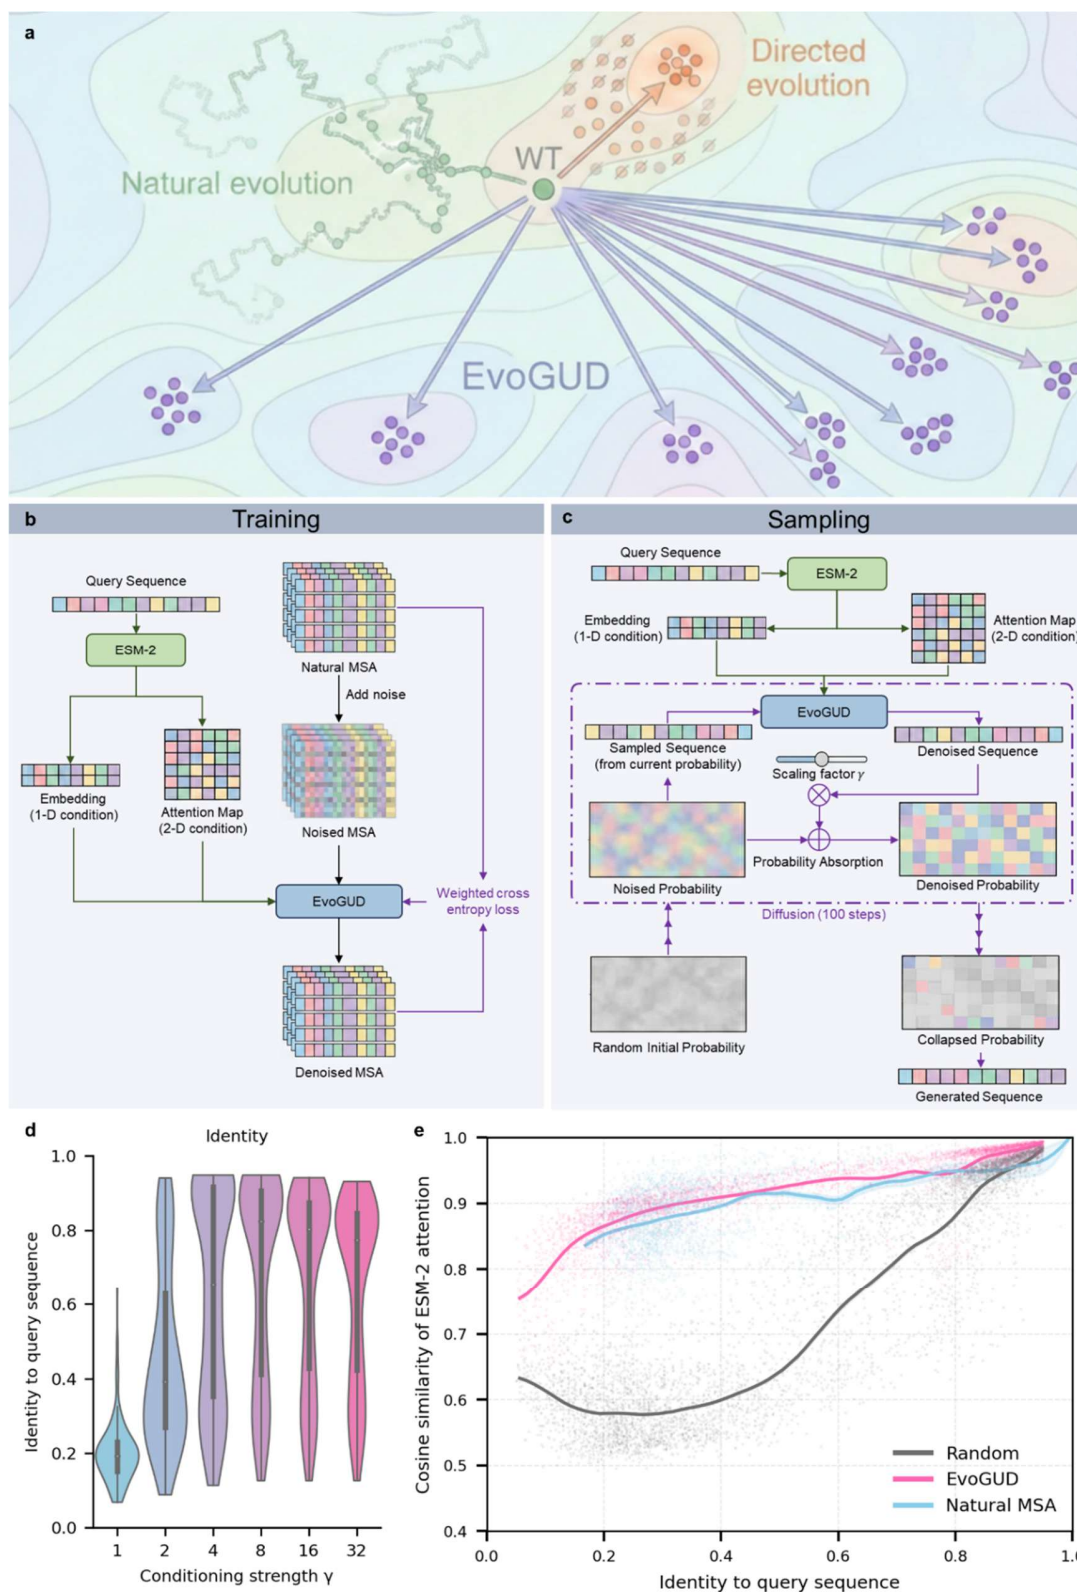 a
Directed
evolution
WT
Natural evolution
EvoGUD
b
Training
Query Sequence
ESM-2
Natural MSA
Add noise
Embedding
(1-D condition)
Attention Map
(2-D condition)
Noised MSA
EvoGUD
Weighted cross
entropy loss
Denoised MSA
c
Sampling
Query Sequence
ESM-2
Embedding
(1-D condition)
Attention Map
(2-D condition)
EvoGUD
Sampled Sequence
(from current probability)
Denoised Sequence
Scaling factor γ
Probability Absorption
Noised Probability
Denoised Probability
Diffusion (100 steps)
Random Initial Probability
Collapsed Probability
Generated Sequence
d
Identity
Identity to query sequence
1.0
0.8
0.6
0.4
0.2
0.0
1 2 4 8 16 32
Conditioning strength γ
e
Cosine similarity of ESM-2 attention
1.0
0.9
0.8
0.7
0.6
0.5
0.4
Random
EvoGUD
Natural MSA
0.0 0.2 0.4 0.6 0.8 1.0
Identity to query sequence